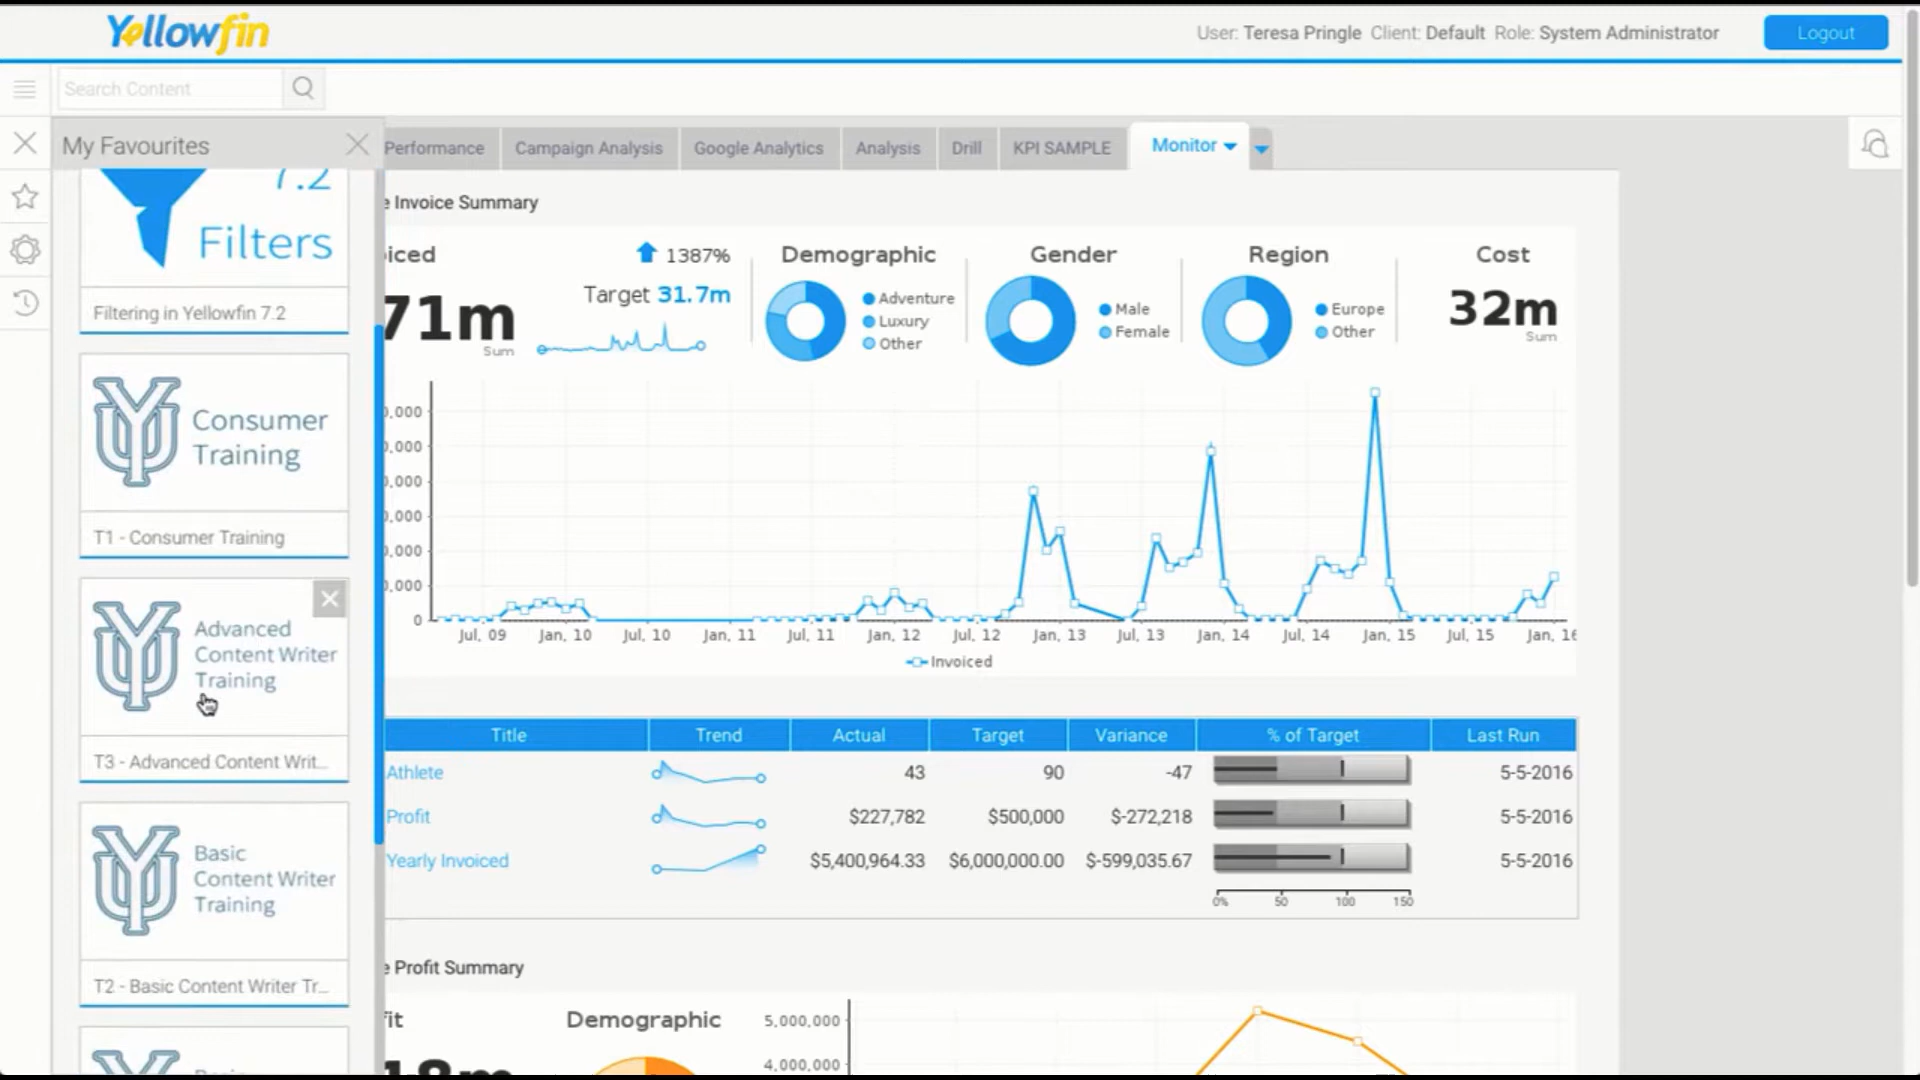 Yellowfin
User: Teresa Pringle Client: Default Role: System Administrator
Logout
Search Content
My Favourites
7.2
Filters
Filtering in Yellowfin 7.2
Consumer
Training
T1 - Consumer Training
Advanced
Content Writer
Training
T3 - Advanced Content Writ...
Basic
Content Writer
Training
T2 - Basic Content Writer Tr...
Performance
Campaign Analysis
Google Analytics
Analysis
Drill
KPI SAMPLE
Monitor
e Invoice Summary
iced
1387%
Target 31.7m
71m
Sum
Demographic
Adventure
Luxury
Other
Gender
Male
Female
Region
Europe
Other
Cost
32m
Sum
0,000
0,000
0,000
0,000
0,000
0,000
0
Jul, 09 Jan, 10 Jul, 10 Jan, 11 Jul, 11 Jan, 12 Jul, 12 Jan, 13 Jul, 13 Jan, 14 Jul, 14 Jan, 15 Jul, 15 Jan, 16
Invoiced
Title Trend Actual Target Variance % of Target Last Run
Athlete 43 90 -47 5-5-2016
Profit $227,782 $500,000 $-272,218 5-5-2016
Yearly Invoiced $5,400,964.33 $6,000,000.00 $-599,035.67 5-5-2016
0% 50 100 150
e Profit Summary
fit
Demographic
5,000,000
4,000,000